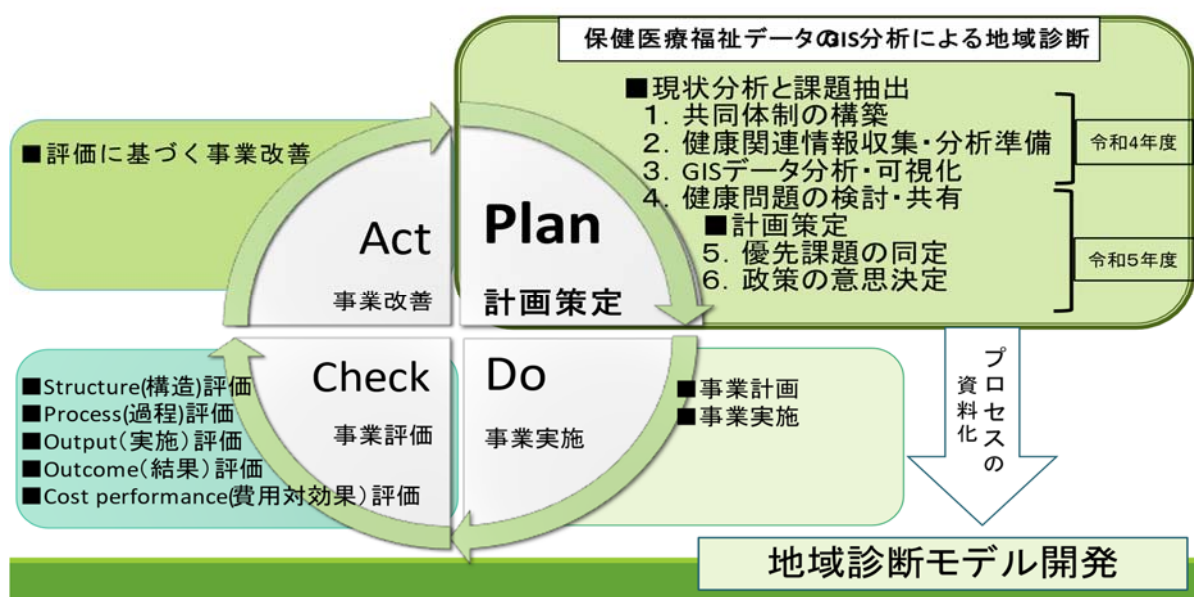 保健医療福祉データのGIS分析による地域診断
■現状分析と課題抽出
1．共同体制の構築
2．健康関連情報収集・分析準備
3．GISデータ分析・可視化
4．健康問題の検討・共有
■計画策定
5．優先課題の同定
6．政策の意思決定
令和4年度
令和5年度
■評価に基づく事業改善
Act
事業改善
Plan
計画策定
Check
事業評価
Do
事業実施
■Structure(構造)評価
■Process(過程)評価
■Output（実施）評価
■Outcome（結果）評価
■Cost performance(費用対効果）評価
■事業計画
■事業実施
プロセスの
資料化
地域診断モデル開発